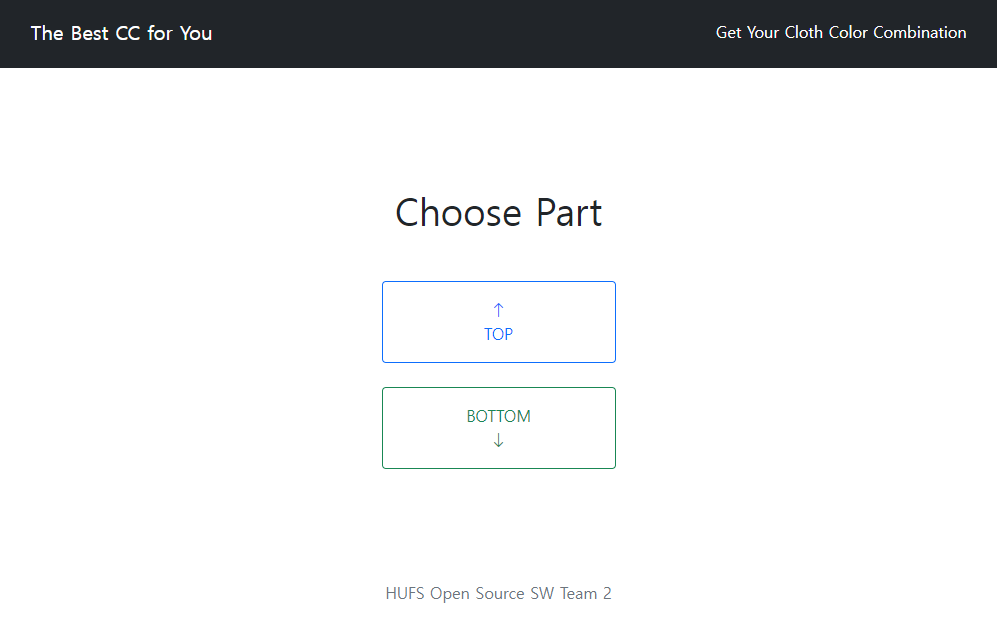 The Best CC for You
Get Your Cloth Color Combination
Choose Part
↑
TOP
BOTTOM
↓
HUFS Open Source SW Team 2